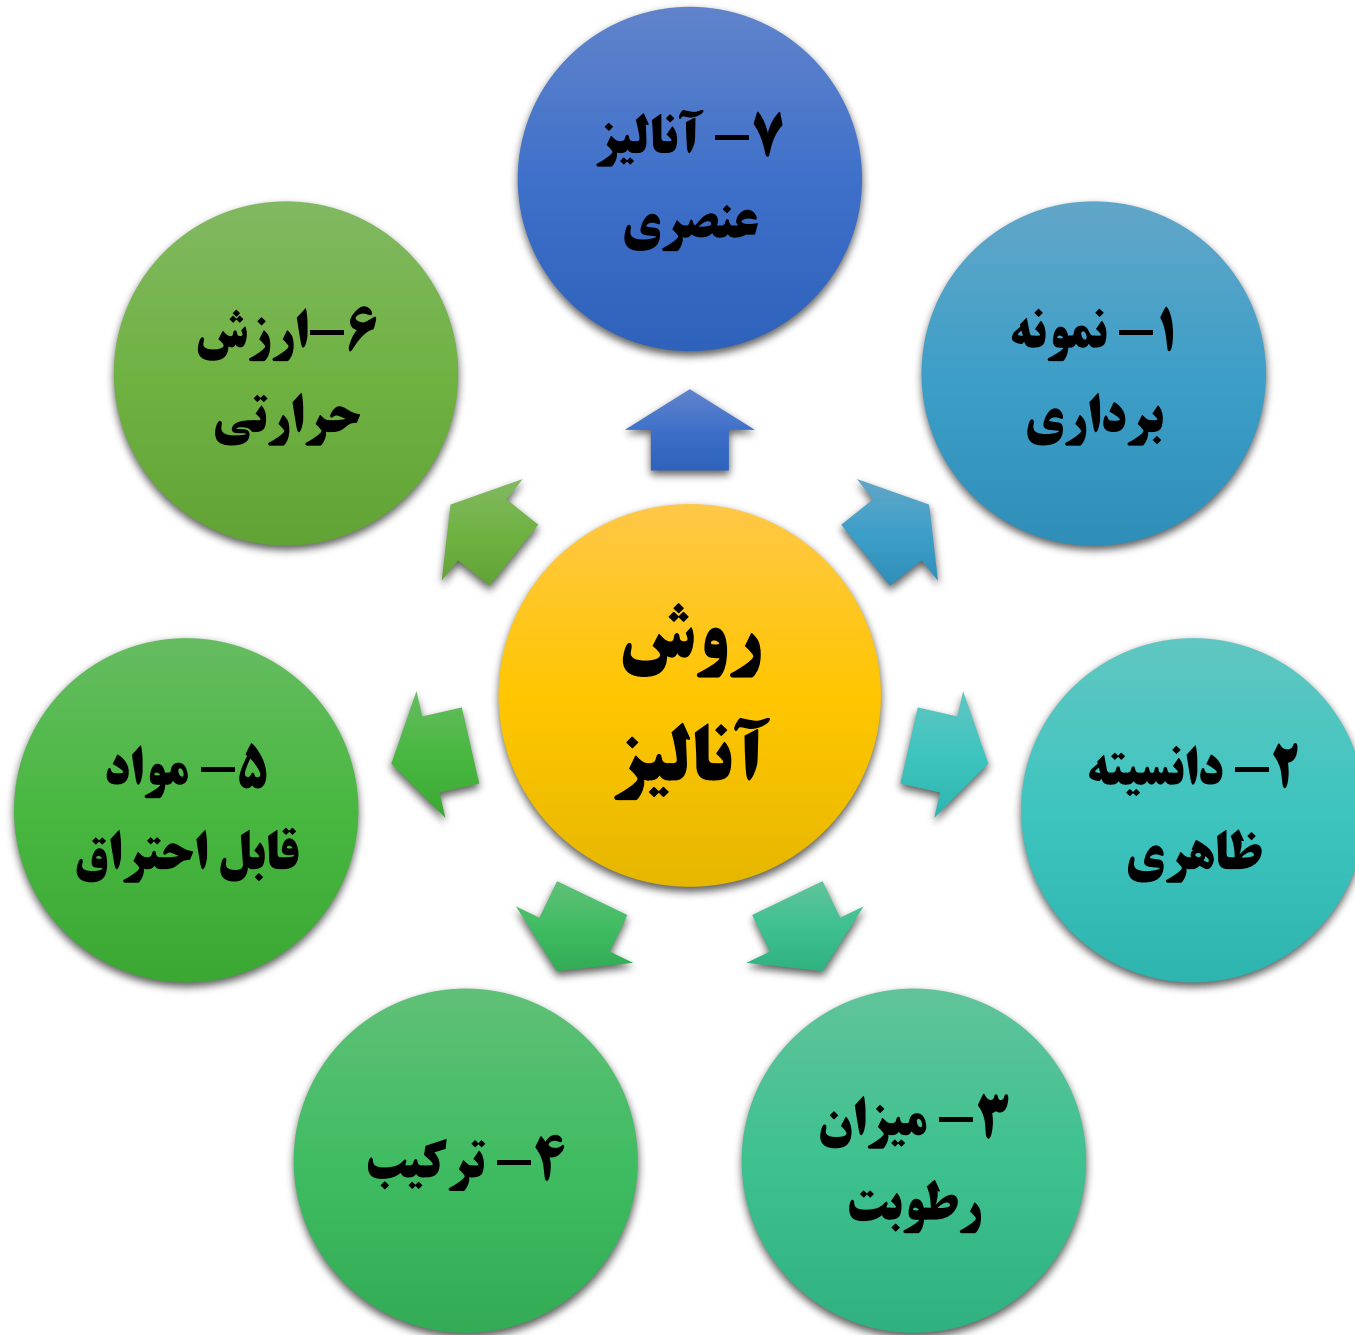 روش
آنالیز
۱- نمونه
برداری
۲- دانسیته
ظاهری
۳- میزان
رطوبت
۴- ترکیب
۵- مواد
قابل احتراق
۶-ارزش
حرارتی
۷- آنالیز
عنصری